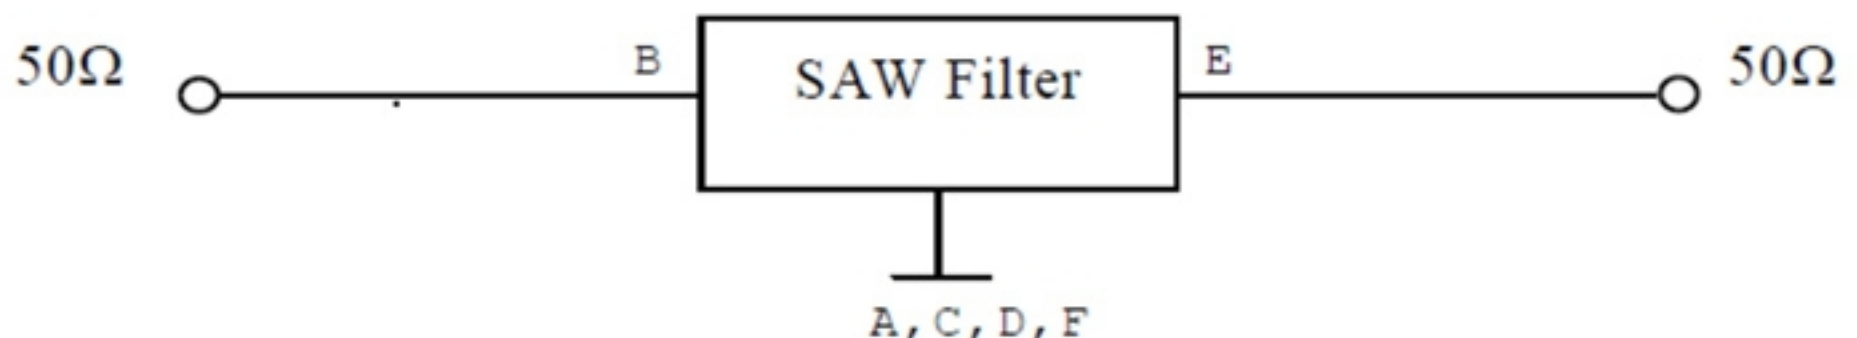 50Ω B SAW Filter E 50Ω
A, C, D, F